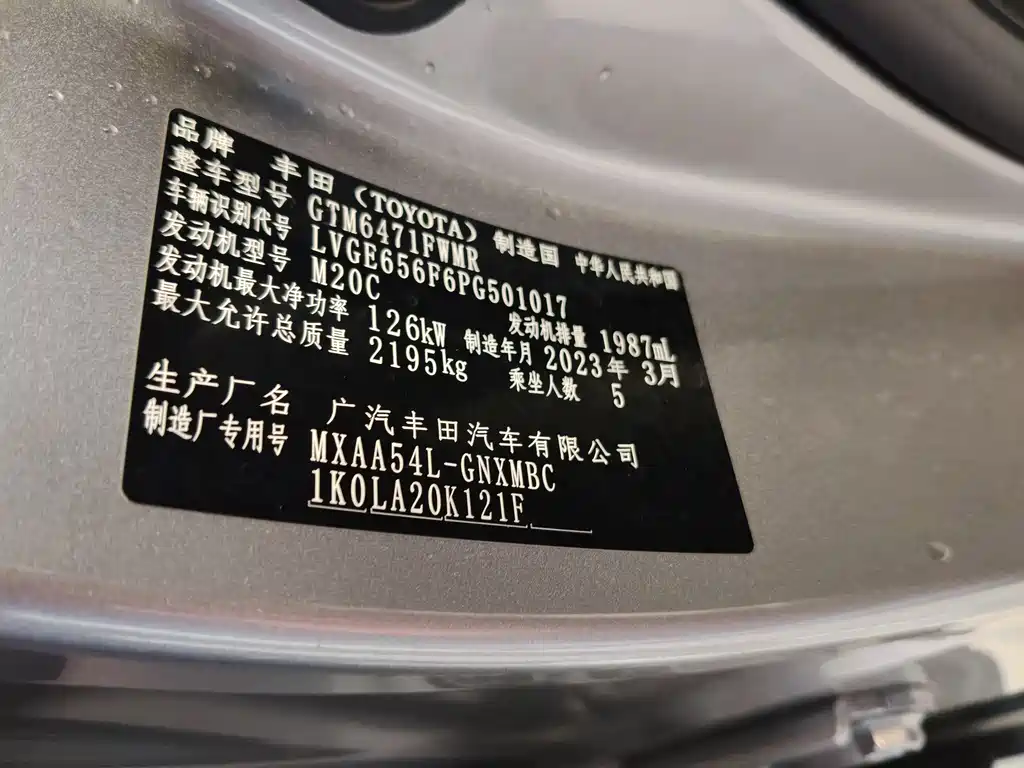 品牌 丰田（TOYOTA） 制造国 中华人民共和国
整车型号 GTM6471FWMR
车辆识别代号 LVGE656F6PG501017
发动机型号 M20C 发动机排量 1987mL
发动机最大净功率 126kW 制造年月 2023年 3月
最大允许总质量 2195kg 乘坐人数 5
生产厂名 广汽丰田汽车有限公司
制造厂专用号 MXAA54L-GNXMBC
1K0LA20K121F